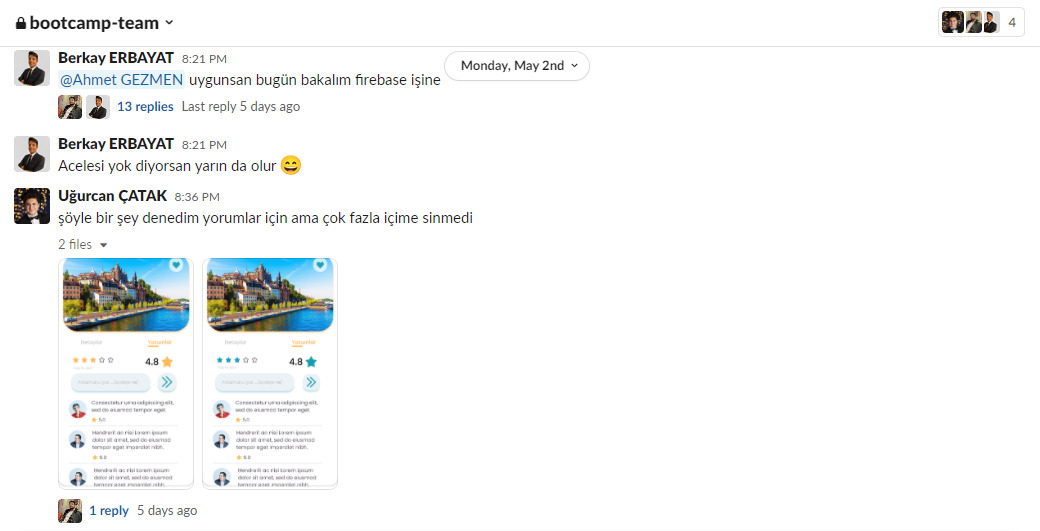 bootcamp-team
4
Berkay ERBAYAT 8:21 PM
Monday, May 2nd
@Ahmet GEZMEN uygunsan bugün bakalım firebase işine
13 replies Last reply 5 days ago
Berkay ERBAYAT 8:21 PM
Acelesi yok diyorsan yarın da olur 😄
Uğurcan ÇATAK 8:36 PM
şöyle bir şey denedim yorumlar için ama çok fazla içime sinmedi
2 files
Detaylar Yorumlar
4.8
Consectetur urna adipiscing elit,
sed do eiusmod tempor eget.
5.0
Hendrerit ac nisi Lorem ipsum
dolor sit amet, sed do eiusmod
tempor eget imperdiet nibh.
Hendrerit ac nisi Lorem ipsum
dolor sit amet, sed do eiusmod
tempor eget imperdiet nibh.
Detaylar Yorumlar
4.8
Consectetur urna adipiscing elit,
sed do eiusmod tempor eget.
5.0
Hendrerit ac nisi Lorem ipsum
dolor sit amet, sed do eiusmod
tempor eget imperdiet nibh.
Hendrerit ac nisi Lorem ipsum
dolor sit amet, sed do eiusmod
tempor eget imperdiet nibh.
1 reply 5 days ago